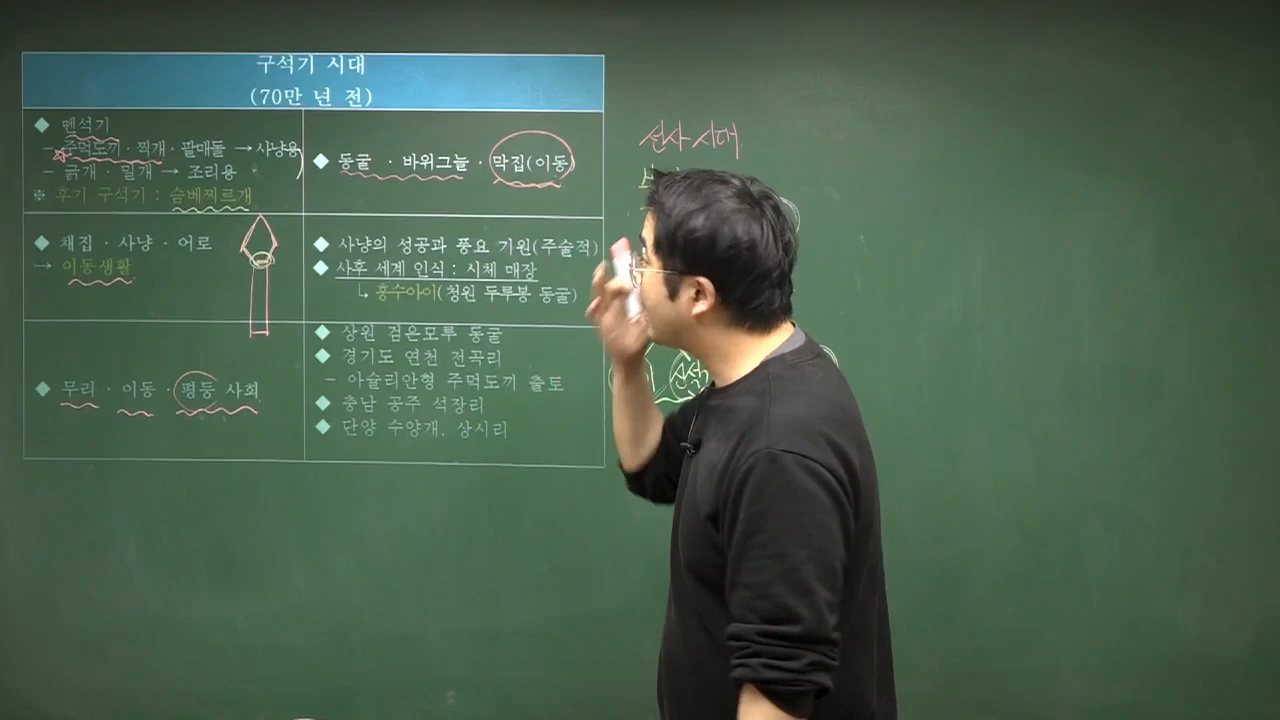 구석기 시대
(70만 년 전)
◆ 뗀석기
- 주먹도끼 · 찍개 · 팔매돌 → 사냥용
- 긁개 · 밀개 → 조리용
※ 후기 구석기 : 슴베찌르개
◆ 동굴 · 바위그늘 · 막집(이동)
◆ 채집 · 사냥 · 어로
→ 이동생활
◆ 사냥의 성공과 풍요 기원(주술적)
◆ 사후 세계 인식 : 시체 매장
↳ 흥수아이(청원 두루봉 동굴)
◆ 무리 · 이동 · 평등 사회
◆ 상원 검은모루 동굴
◆ 경기도 연천 전곡리
- 아슐리안형 주먹도끼 출토
◆ 충남 공주 석장리
◆ 단양 수양개, 상시리
선사 시대
신석